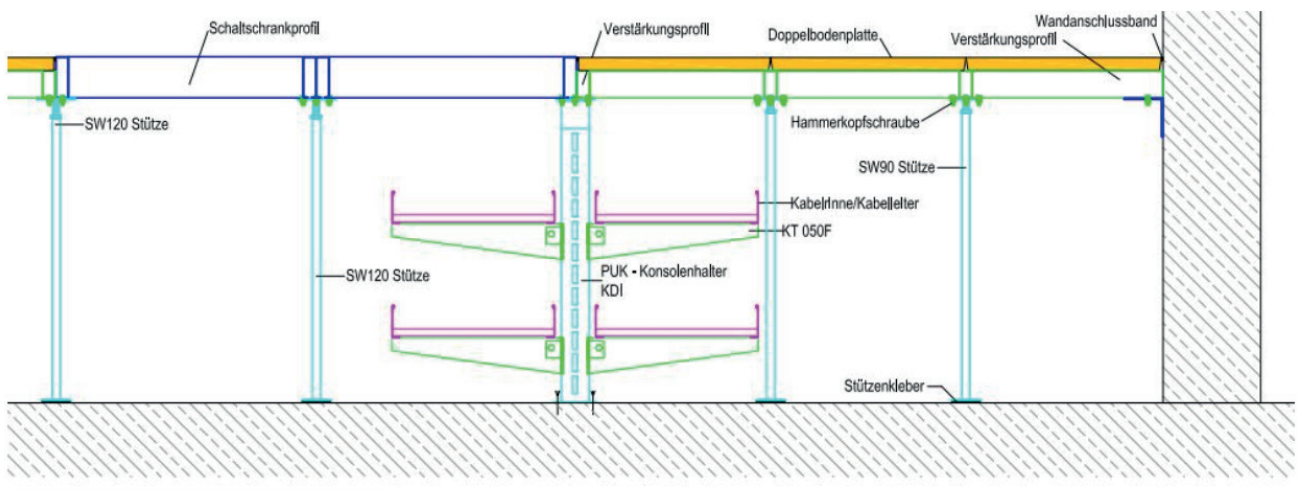 Schaltschrankprofil
Verstärkungsprofil
Doppelbodenplatte
Wandanschlussband
Verstärkungsprofil
SW120 Stütze
Hammerkopfschraube
SW90 Stütze
Kabelrinne/Kabelleiter
KT 050F
SW120 Stütze
PUK - Konsolenhalter
KDI
Stützenkleber